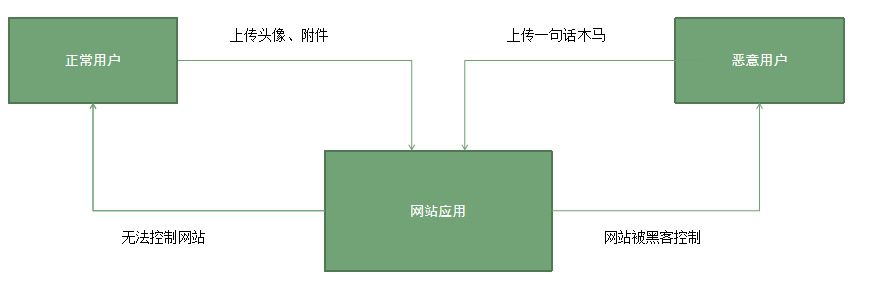 上传头像、附件
上传一句话木马
正常用户
恶意用户
网站应用
无法控制网站
网站被黑客控制